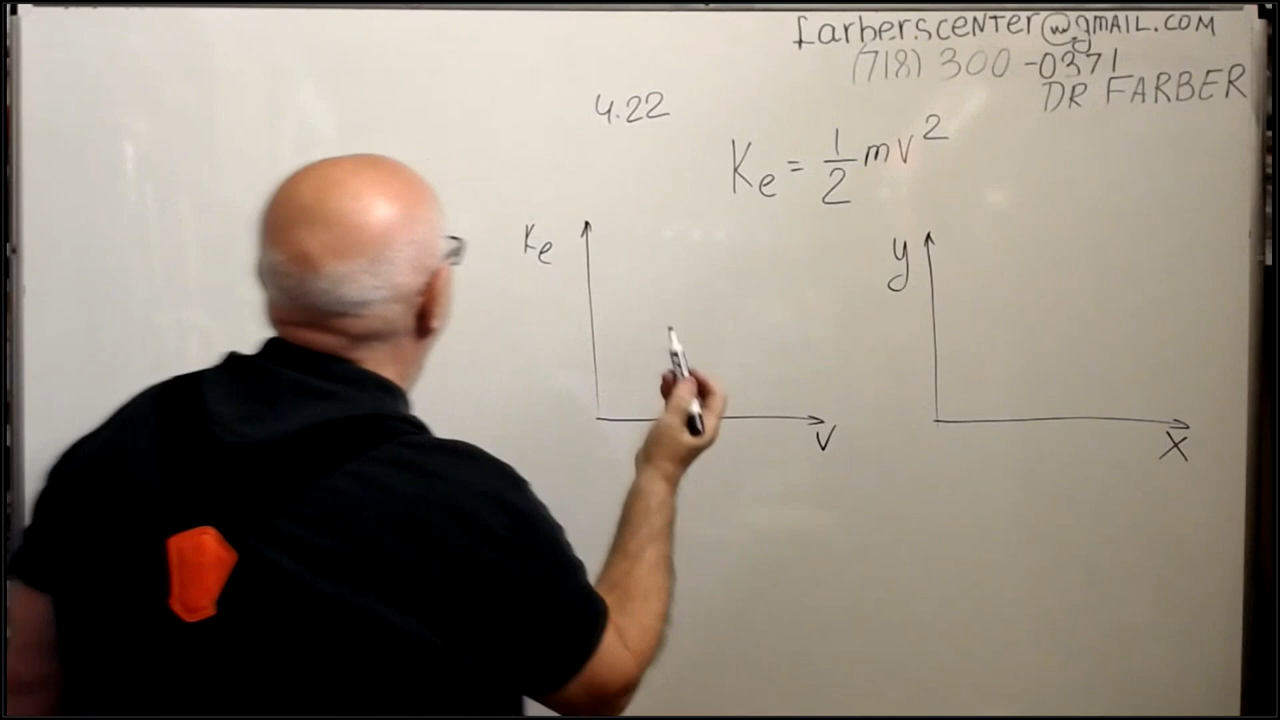 farberscenter@gmail.com
(718) 300-0371
DR FARBER
4.22
Ke = 1/2 mv²
Ke
v
y
x